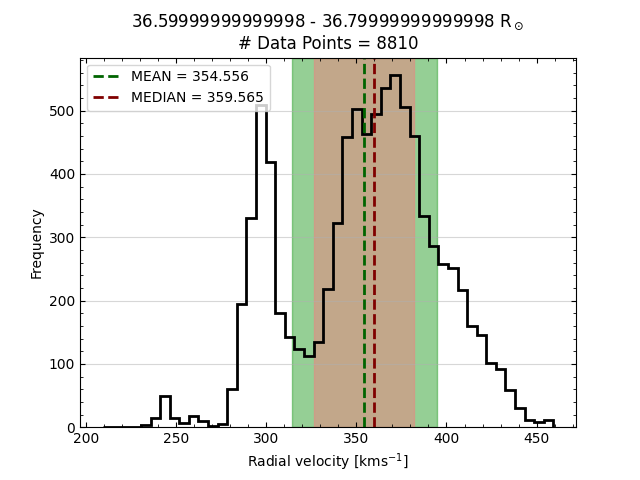 36.59999999999998 - 36.79999999999998 R⊙
# Data Points = 8810
MEAN = 354.556
MEDIAN = 359.565
500
400
300
200
100
0
Frequency
200 250 300 350 400 450
Radial velocity [kms⁻¹]